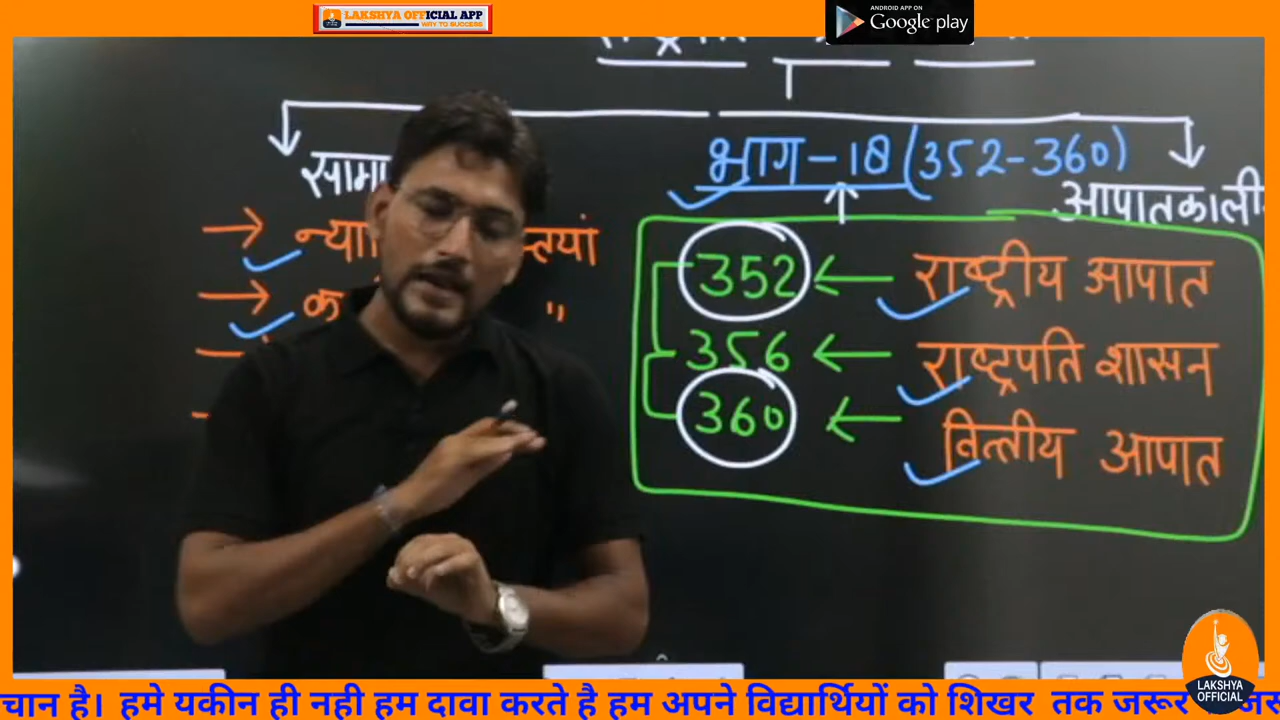 LAKSHYA OFFICIAL APP
WAY TO SUCCESS
ANDROID APP ON
Google play
भाग-18 (352-360)
आपातकाली
→ न्या
→ क "
352 ← राष्ट्रीय आपात
356 ← राष्ट्रपति शासन
360 ← वित्तीय आपात
LAKSHYA
OFFICIAL
चान है। हमे यकीन ही नही हम दावा करते है हम अपने विद्यार्थियों को शिखर तक जरूर